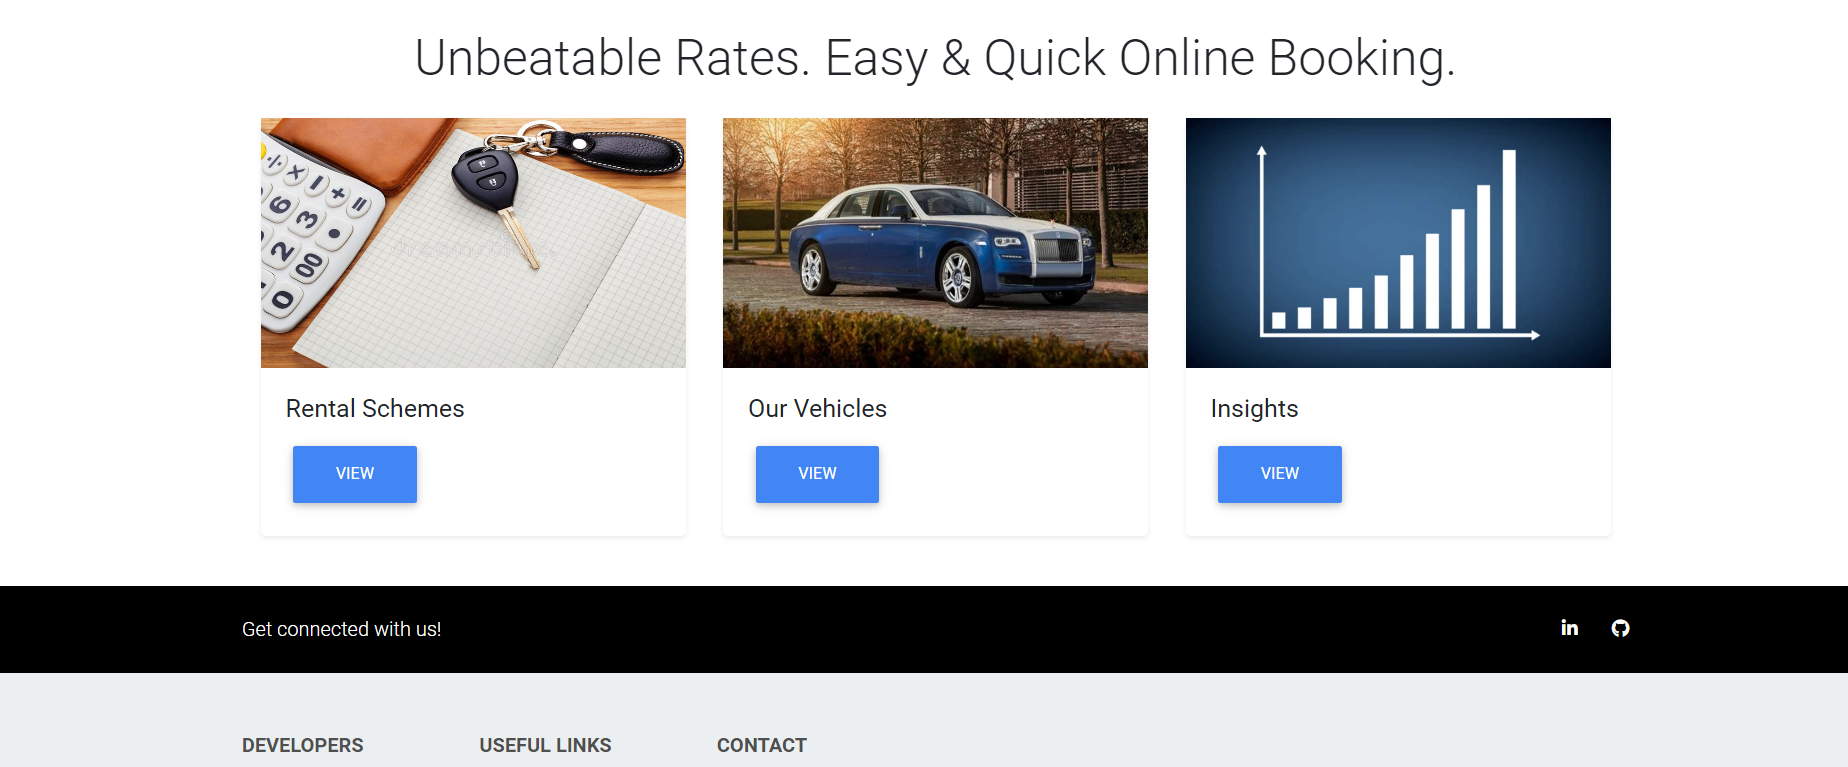 Unbeatable Rates. Easy & Quick Online Booking.
Rental Schemes
Our Vehicles
Insights
VIEW
VIEW
VIEW
Get connected with us!
in
DEVELOPERS
USEFUL LINKS
CONTACT